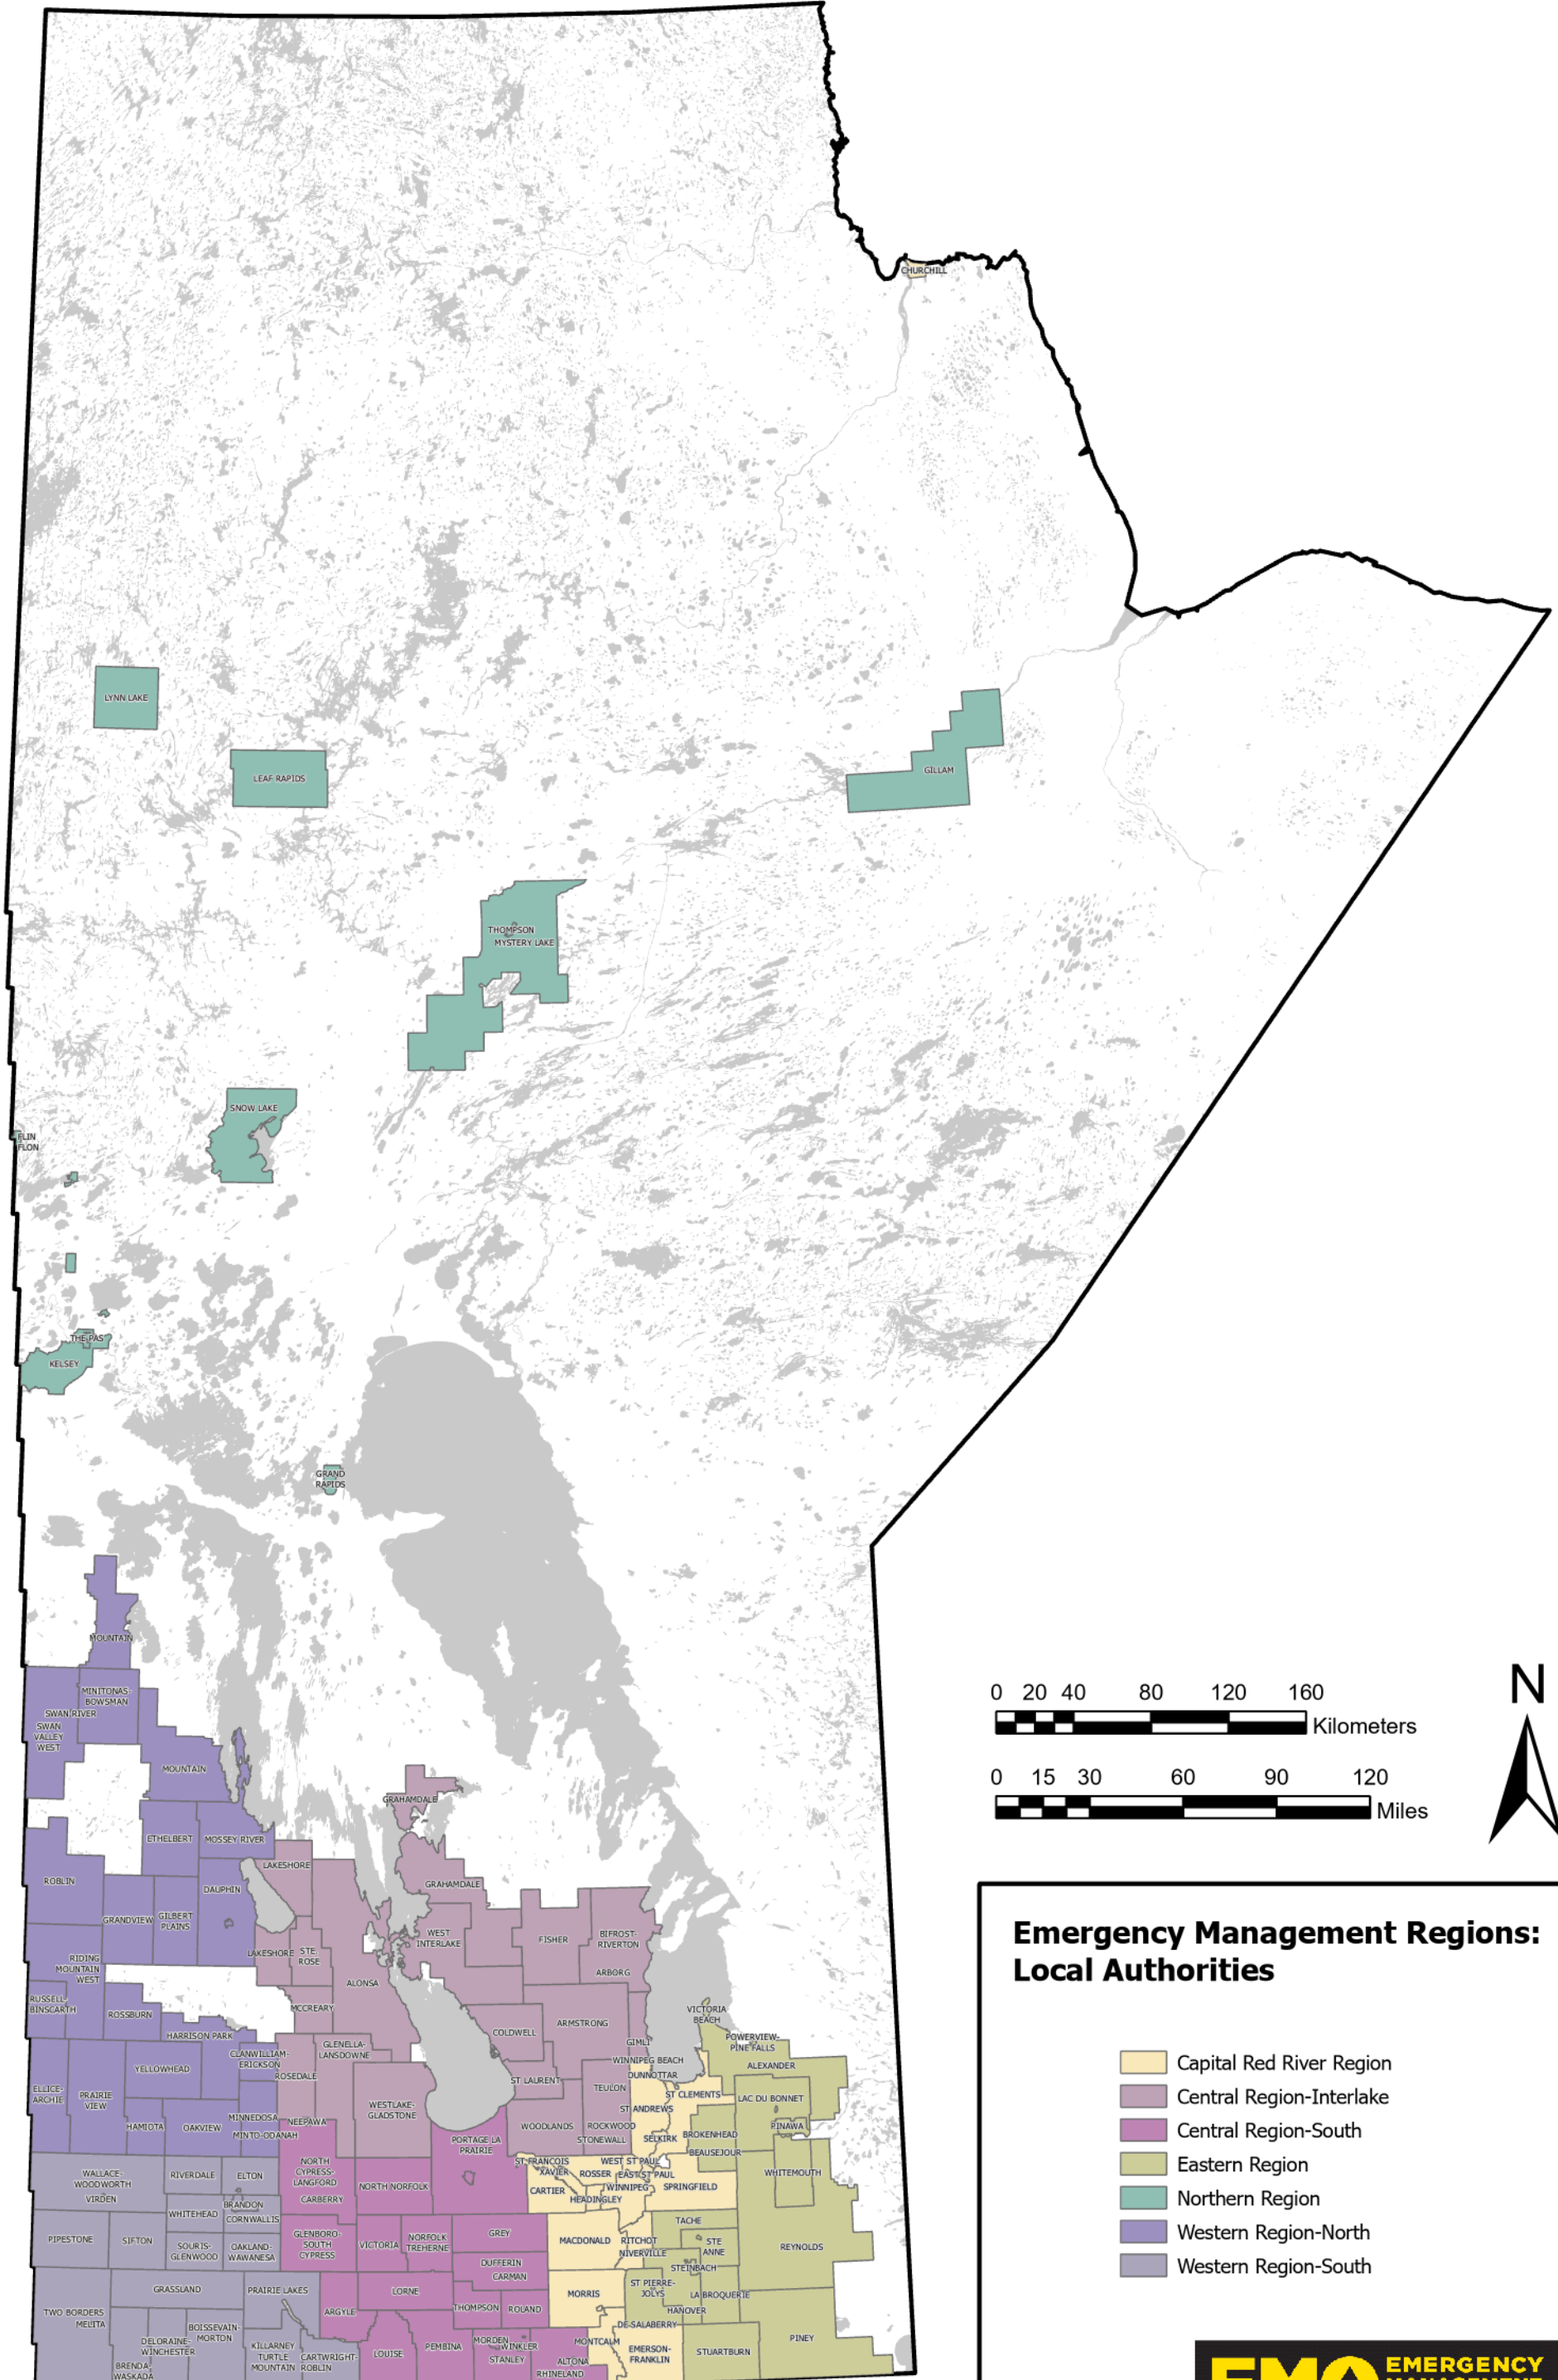 CHURCHILL
LYNN LAKE
LEAF RAPIDS
GILLAM
THOMPSON
MYSTERY LAKE
SNOW LAKE
FLIN
FLON
THE PAS
KELSEY
GRAND
RAPIDS
MOUNTAIN
MINITONAS-
BOWSMAN
SWAN RIVER
SWAN
VALLEY
WEST
MOUNTAIN
GRAHAMDALE
ETHELBERT
MOSSEY RIVER
LAKESHORE
ROBLIN
DAUPHIN
GRAHAMDALE
GRANDVIEW
GILBERT
PLAINS
WEST
INTERLAKE
FISHER
BIFROST-
RIVERTON
LAKESHORE
STE.
ROSE
RIDING
MOUNTAIN
WEST
ALONSA
ARBORG
RUSSELL-
BINSCARTH
ROSSBURN
MCCREARY
VICTORIA
BEACH
HARRISON PARK
COLDWELL
ARMSTRONG
GIMLI
POWERVIEW-
PINE FALLS
CLANWILLIAM-
ERICKSON
GLENELLA-
LANSDOWNE
WINNIPEG BEACH
DUNNOTTAR
ALEXANDER
YELLOWHEAD
ROSEDALE
ST LAURENT
TEULON
ST CLEMENTS
LAC DU BONNET
ELLICE-
ARCHIE
PRAIRIE
VIEW
HAMIOTA
OAKVIEW
MINNEDOSA
MINTO-ODANAH
NEEPAWA
WESTLAKE-
GLADSTONE
WOODLANDS
ROCKWOOD
STONEWALL
ST ANDREWS
SELKIRK
BROKENHEAD
BEAUSEJOUR
PINAWA
PORTAGE LA
PRAIRIE
WALLACE-
WOODWORTH
VIRDEN
RIVERDALE
ELTON
NORTH
CYPRESS-
LANGFORD
CARBERRY
NORTH NORFOLK
ST FRANCOIS
XAVIER
ROSSER
WEST ST PAUL
EAST ST PAUL
WINNIPEG
CARTIER
HEADINGLEY
SPRINGFIELD
WHITEMOUTH
WHITEHEAD
BRANDON
CORNWALLIS
PIPESTONE
SIFTON
SOURIS-
GLENWOOD
OAKLAND-
WAWANESA
GLENBORO-
SOUTH
CYPRESS
VICTORIA
NORFOLK
TREHERNE
GREY
MACDONALD
RITCHOT
NIVERVILLE
TACHE
STE
ANNE
REYNOLDS
DUFFERIN
CARMAN
STEINBACH
GRASSLAND
PRAIRIE LAKES
LORNE
MORRIS
ST PIERRE-
JOLYS
LA BROQUERIE
HANOVER
TWO BORDERS
MELITA
ARGYLE
THOMPSON
ROLAND
DE SALABERRY
BOISSEVAIN-
MORTON
DELORAINE-
WINCHESTER
KILLARNEY
TURTLE
MOUNTAIN
CARTWRIGHT-
ROBLIN
LOUISE
PEMBINA
MORDEN
WINKLER
STANLEY
MONTCALM
EMERSON-
FRANKLIN
STUARTBURN
PINEY
BRENDA-
WASKADA
ALTONA
RHINELAND
N
0 20 40 80 120 160
Kilometers
0 15 30 60 90 120
Miles
Emergency Management Regions:
Local Authorities
Capital Red River Region
Central Region-Interlake
Central Region-South
Eastern Region
Northern Region
Western Region-North
Western Region-South
EMO EMERGENCY